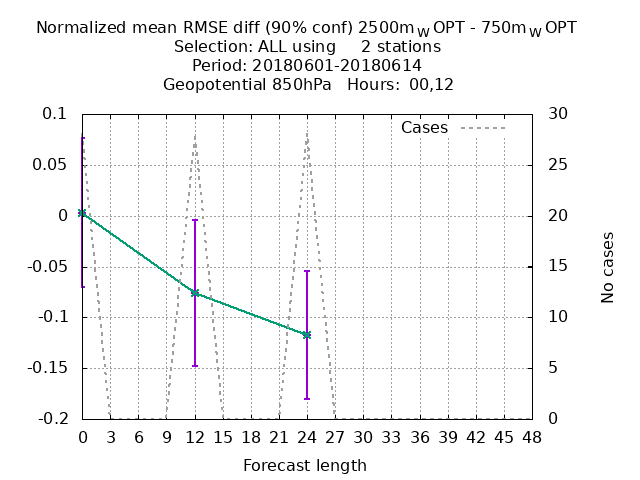 Normalized mean RMSE diff (90% conf) 2500m_W OPT - 750m_W OPT
Selection: ALL using 2 stations
Period: 20180601-20180614
Geopotential 850hPa Hours: 00,12
Cases
0.1
0.05
0
-0.05
-0.1
-0.15
-0.2
30
25
20
15
10
5
0
No cases
0 3 6 9 12 15 18 21 24 27 30 33 36 39 42 45 48
Forecast length